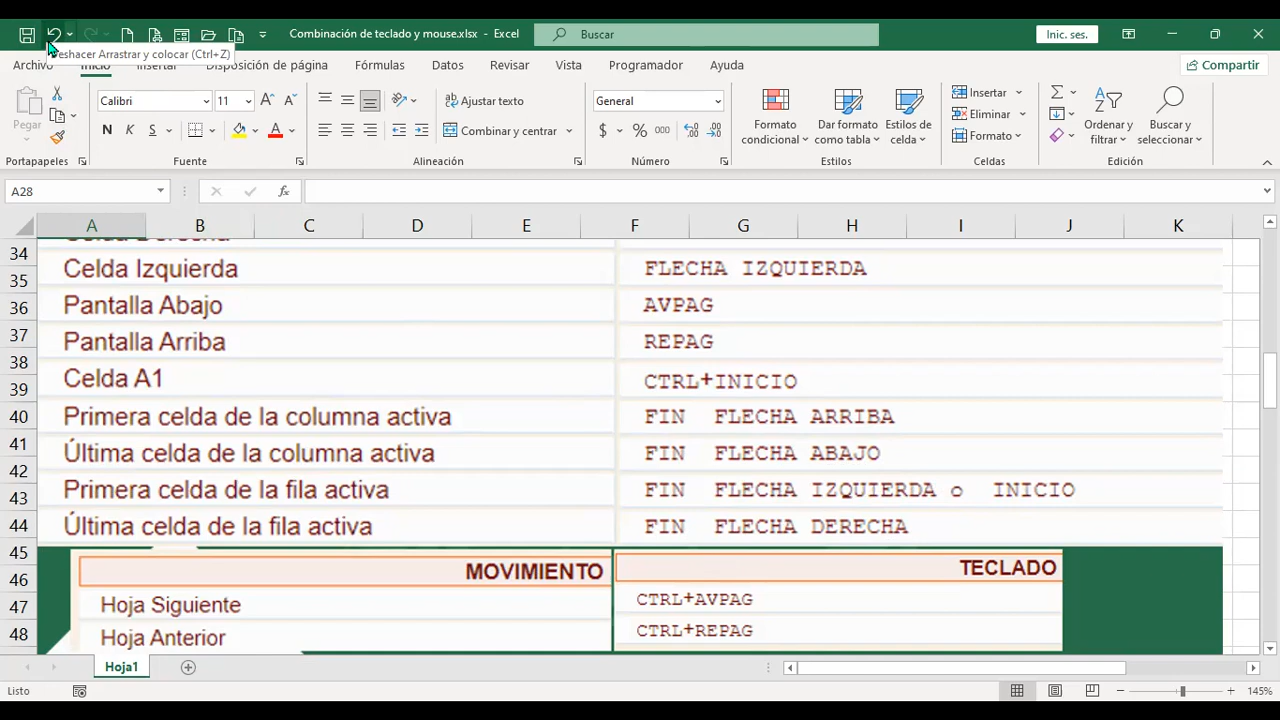 Combinación de teclado y mouse.xlsx - Excel
Buscar
Inic. ses.
Deshacer Arrastrar y colocar (Ctrl+Z)
Archivo Inicio Insertar Disposición de página Fórmulas Datos Revisar Vista Programador Ayuda
Compartir
Pegar
Calibri 11
N K S
Ajustar texto
Combinar y centrar
General
$ % 000
Formato condicional
Dar formato como tabla
Estilos de celda
Insertar
Eliminar
Formato
Ordenar y filtrar
Buscar y seleccionar
Portapapeles Fuente Alineación Número Estilos Celdas Edición
A28
fx
A B C D E F G H I J K
34
35
36
37
38
39
40
41
42
43
44
45
46
47
48
Celda Derecha
Celda Izquierda FLECHA IZQUIERDA
Pantalla Abajo AVPAG
Pantalla Arriba REPAG
Celda A1 CTRL+INICIO
Primera celda de la columna activa FIN FLECHA ARRIBA
Última celda de la columna activa FIN FLECHA ABAJO
Primera celda de la fila activa FIN FLECHA IZQUIERDA o INICIO
Última celda de la fila activa FIN FLECHA DERECHA
MOVIMIENTO TECLADO
Hoja Siguiente CTRL+AVPAG
Hoja Anterior CTRL+REPAG
Hoja1
Listo
145%